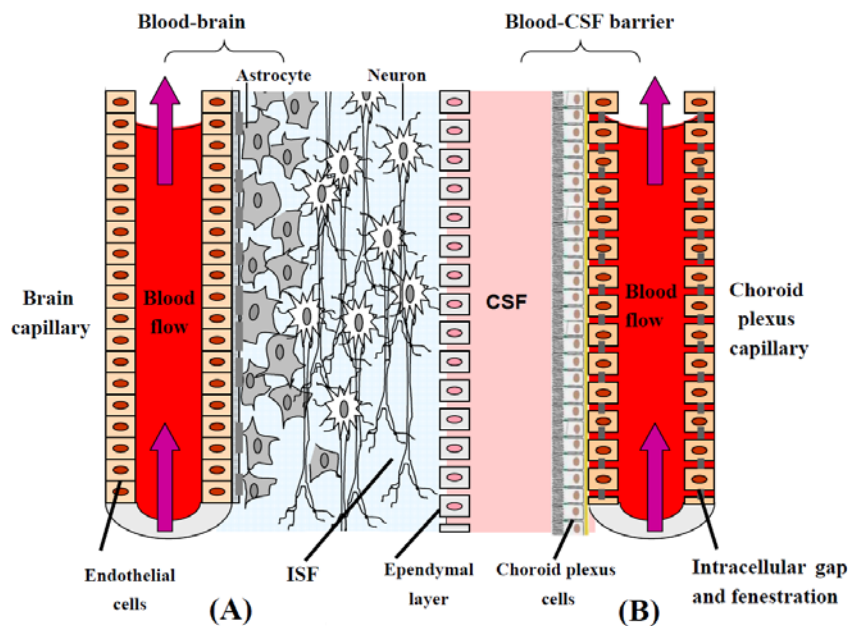 Blood-brain
Blood-CSF barrier
Astrocyte
Neuron
Brain
capillary
Blood
flow
CSF
Blood
flow
Choroid
plexus
capillary
Endothelial
cells
(A)
ISF
Ependymal
layer
Choroid plexus
cells
(B)
Intracellular gap
and fenestration